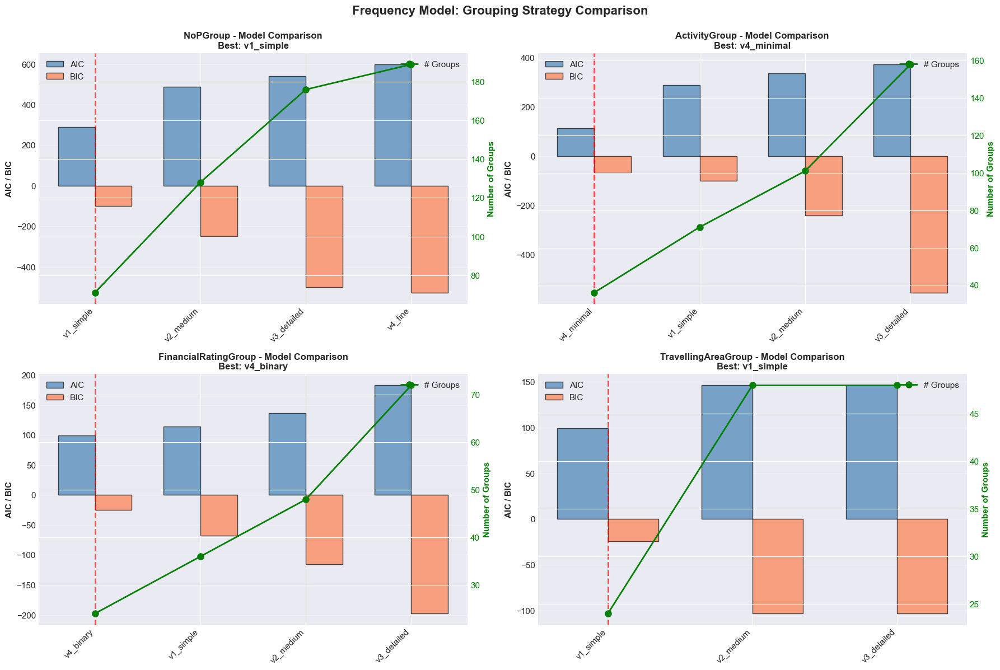 Frequency Model: Grouping Strategy Comparison
NoPGroup - Model Comparison
Best: v1_simple
AIC
BIC
# Groups
600
400
200
0
−200
−400
AIC / BIC
180
160
140
120
100
80
Number of Groups
v1_simple
v2_medium
v3_detailed
v4_fine
ActivityGroup - Model Comparison
Best: v4_minimal
AIC
BIC
# Groups
400
200
0
−200
−400
AIC / BIC
160
140
120
100
80
60
40
Number of Groups
v4_minimal
v1_simple
v2_medium
v3_detailed
FinancialRatingGroup - Model Comparison
Best: v4_binary
AIC
BIC
# Groups
200
150
100
50
0
−50
−100
−150
−200
AIC / BIC
70
60
50
40
30
Number of Groups
v4_binary
v1_simple
v2_medium
v3_detailed
TravellingAreaGroup - Model Comparison
Best: v1_simple
AIC
BIC
# Groups
150
100
50
0
−50
−100
AIC / BIC
45
40
35
30
25
Number of Groups
v1_simple
v2_medium
v3_detailed